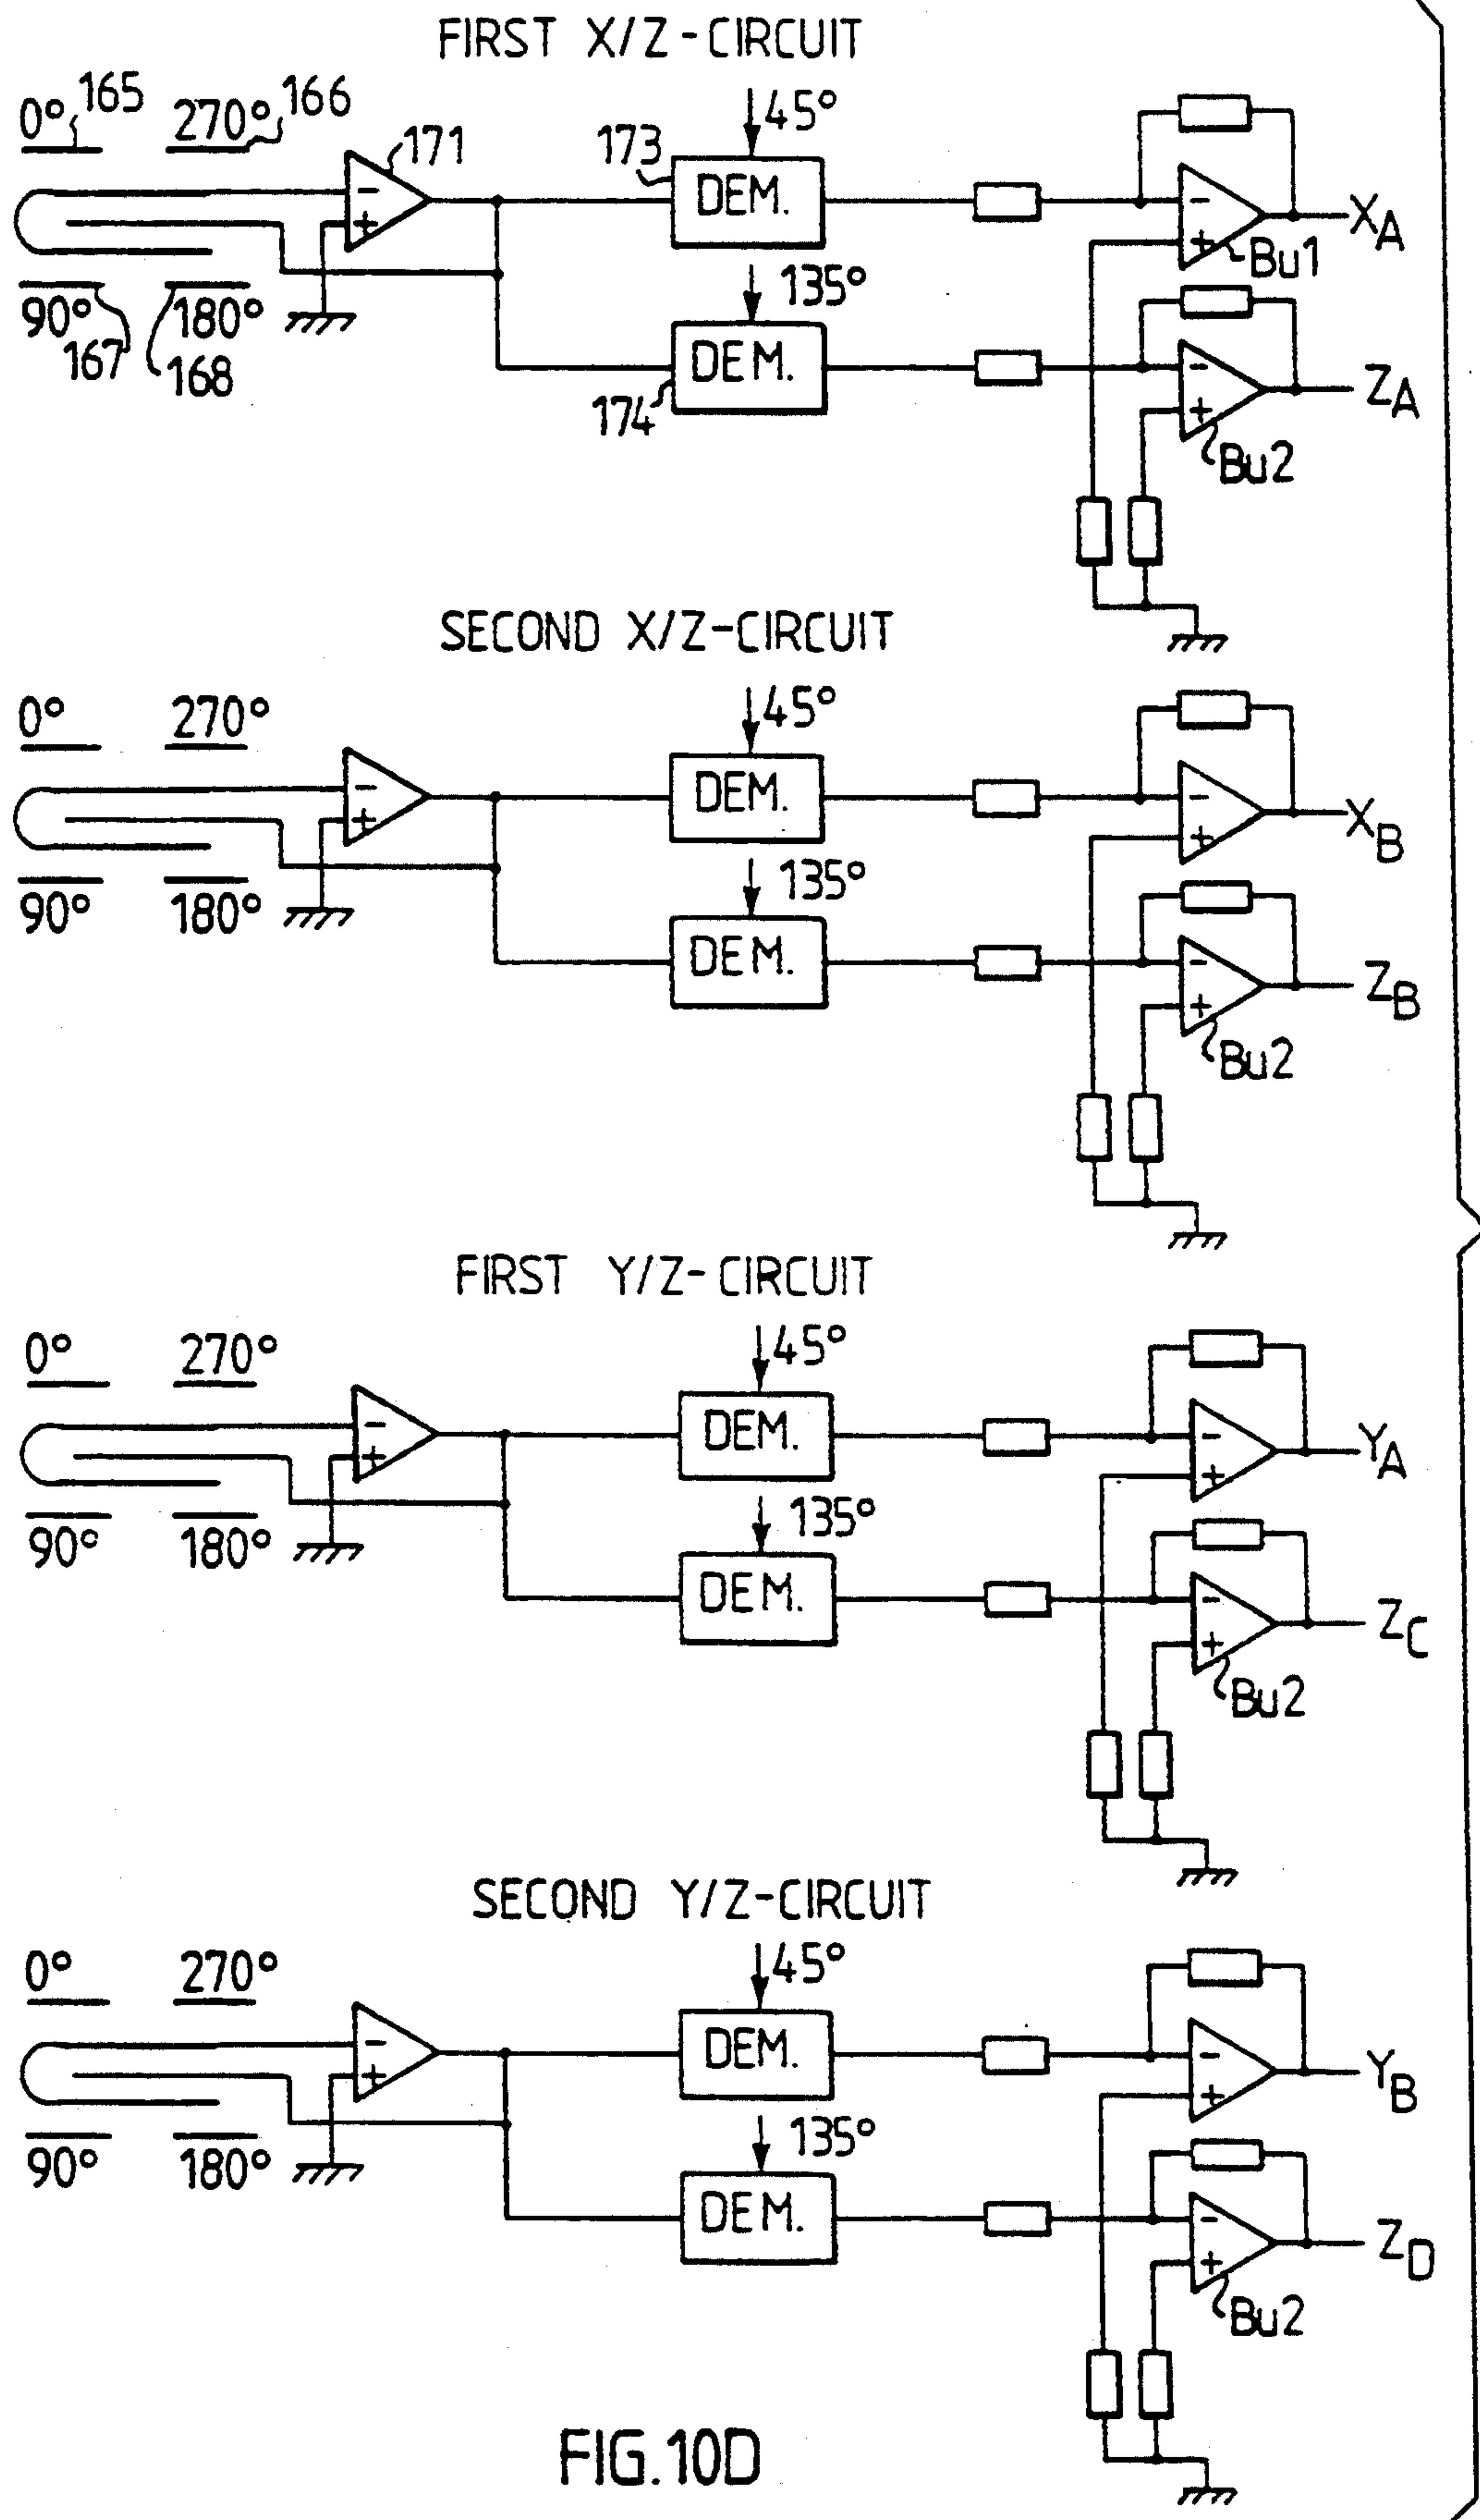 FIRST X/Z-CIRCUIT
0° 165 270° 166
171
173
45°
DEM.
- +
- +
Bu1
XA
90° 167 180° 168
135°
DEM.
174
- +
Bu2
ZA
SECOND X/Z-CIRCUIT
0° 270°
45°
- +
DEM.
- +
XB
90° 180°
135°
DEM.
- +
Bu2
ZB
FIRST Y/Z-CIRCUIT
0° 270°
45°
- +
DEM.
- +
YA
90° 180°
135°
DEM.
- +
Bu2
ZC
SECOND Y/Z-CIRCUIT
0° 270°
45°
- +
DEM.
- +
YB
90° 180°
135°
DEM.
- +
Bu2
ZD
FIG.10D